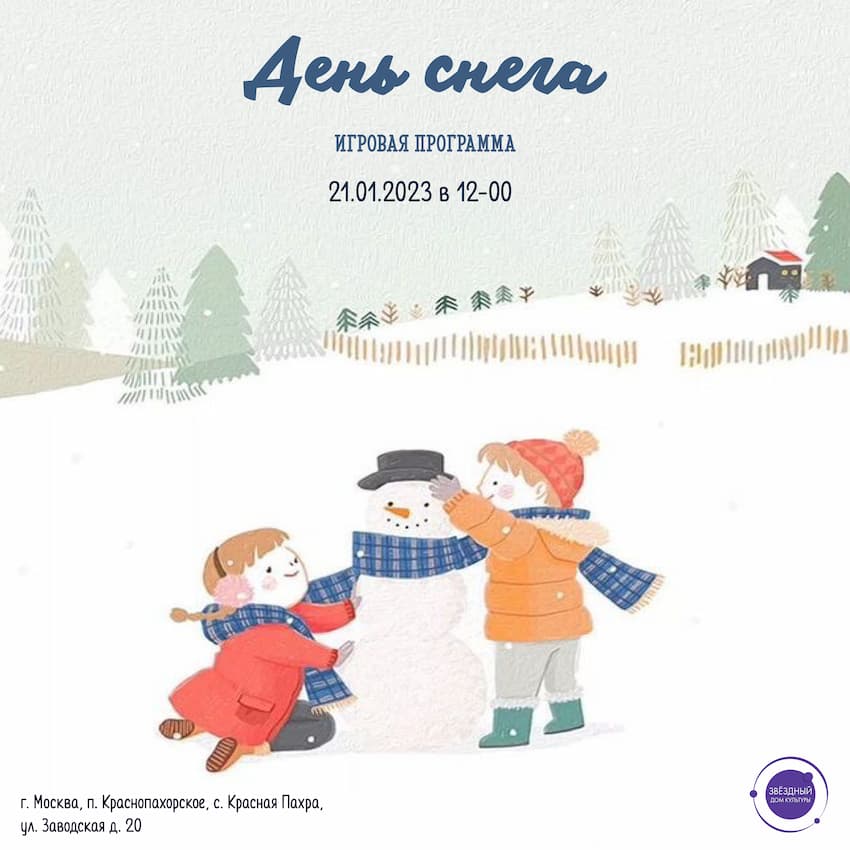 День снега
ИГРОВАЯ ПРОГРАММА
21.01.2023 в 12-00
г. Москва, п. Краснопахорское, с. Красная Пахра,
ул. Заводская д. 20
ЗВЁЗДНЫЙ
ДОМ КУЛЬТУРЫ